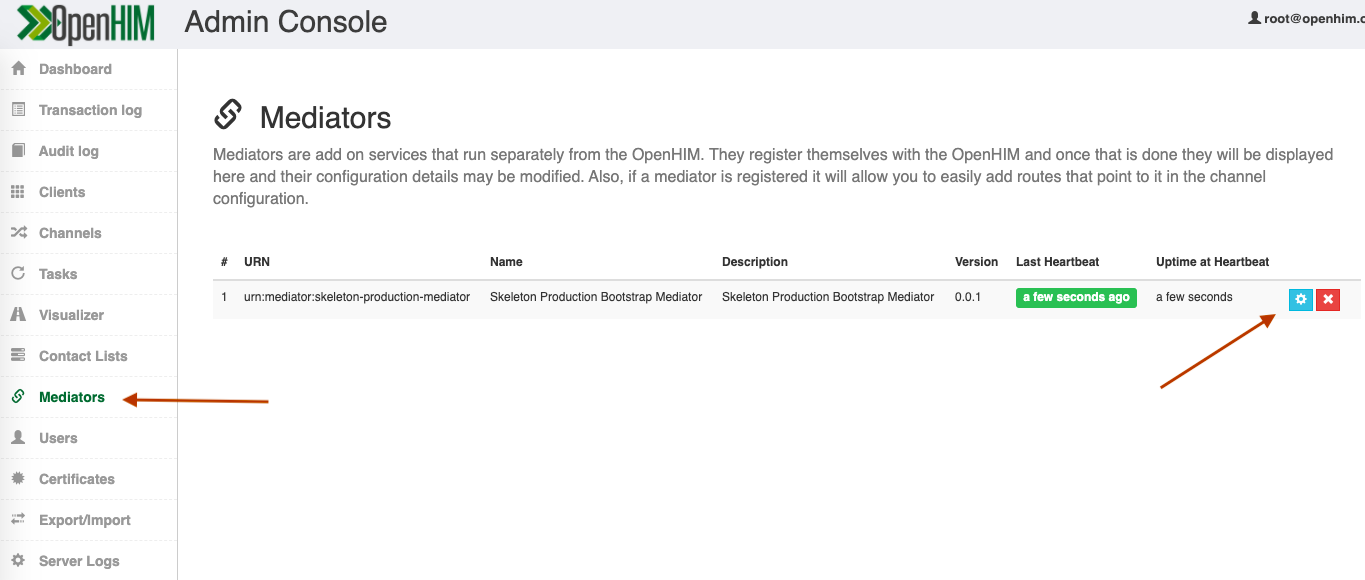 OpenHIM
Admin Console
root@openhim.o
Dashboard
Transaction log
Audit log
Clients
Channels
Tasks
Visualizer
Contact Lists
Mediators
Users
Certificates
Export/Import
Server Logs
Mediators
Mediators are add on services that run separately from the OpenHIM. They register themselves with the OpenHIM and once that is done they will be displayed
here and their configuration details may be modified. Also, if a mediator is registered it will allow you to easily add routes that point to it in the channel
configuration.
# URN Name Description Version Last Heartbeat Uptime at Heartbeat
1 urn:mediator:skeleton-production-mediator Skeleton Production Bootstrap Mediator Skeleton Production Bootstrap Mediator 0.0.1 a few seconds ago a few seconds